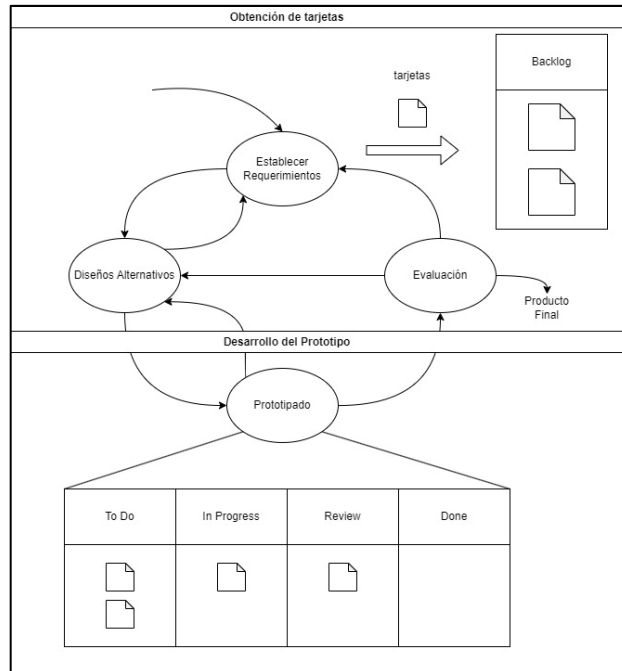 Obtención de tarjetas
Backlog
tarjetas
Establecer
Requerimientos
Diseños Alternativos
Evaluación
Producto
Final
Desarrollo del Prototipo
Prototipado
To Do
In Progress
Review
Done